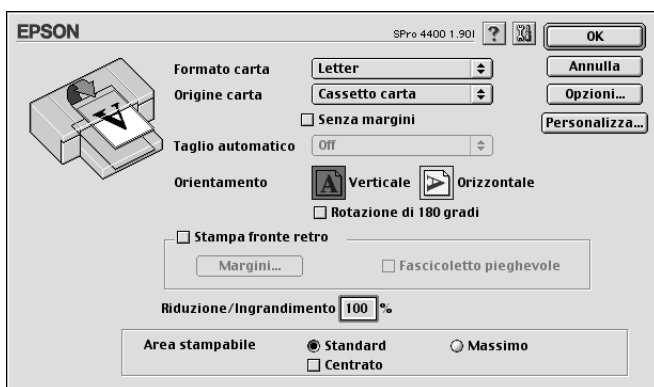 EPSON
SPro 4400 1.90I
?
OK
Formato carta
Letter
Annulla
Origine carta
Cassetto carta
Opzioni...
Senza margini
Personalizza...
Taglio automatico
Off
Orientamento
A
Verticale
A
Orizzontale
Rotazione di 180 gradi
Stampa fronte retro
Margini...
Fascicoletto pieghevole
Riduzione/Ingrandimento 100 %
Area stampabile
Standard
Massimo
Centrato
A